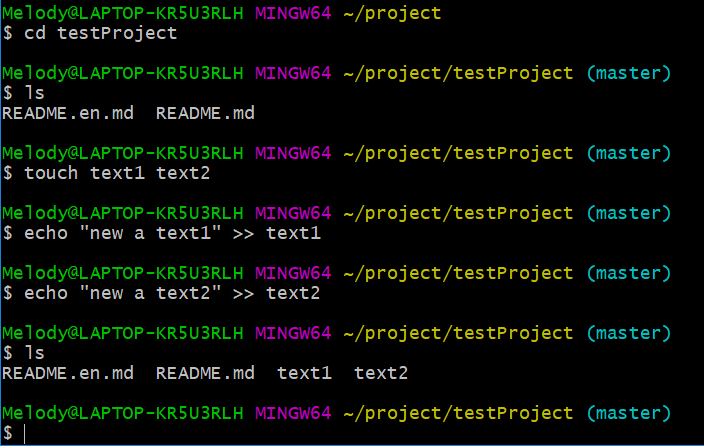 Melody@LAPTOP-KR5U3RLH MINGW64 ~/project
$ cd testProject
Melody@LAPTOP-KR5U3RLH MINGW64 ~/project/testProject (master)
$ ls
README.en.md  README.md
Melody@LAPTOP-KR5U3RLH MINGW64 ~/project/testProject (master)
$ touch text1 text2
Melody@LAPTOP-KR5U3RLH MINGW64 ~/project/testProject (master)
$ echo "new a text1" >> text1
Melody@LAPTOP-KR5U3RLH MINGW64 ~/project/testProject (master)
$ echo "new a text2" >> text2
Melody@LAPTOP-KR5U3RLH MINGW64 ~/project/testProject (master)
$ ls
README.en.md  README.md  text1  text2
Melody@LAPTOP-KR5U3RLH MINGW64 ~/project/testProject (master)
$